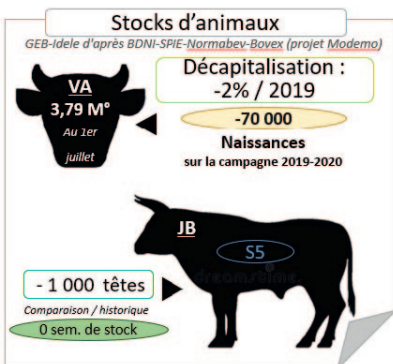 Stocks d'animaux
GEB-Idele d'après BDNI-SPIE-Normabev-Bovex (projet Modemo)
VA
3,79 M°
Au 1er
juillet
Décapitalisation :
-2% / 2019
-70 000
Naissances
sur la campagne 2019-2020
JB
S5
dreamstime
- 1 000 têtes
Comparaison / historique
0 sem. de stock